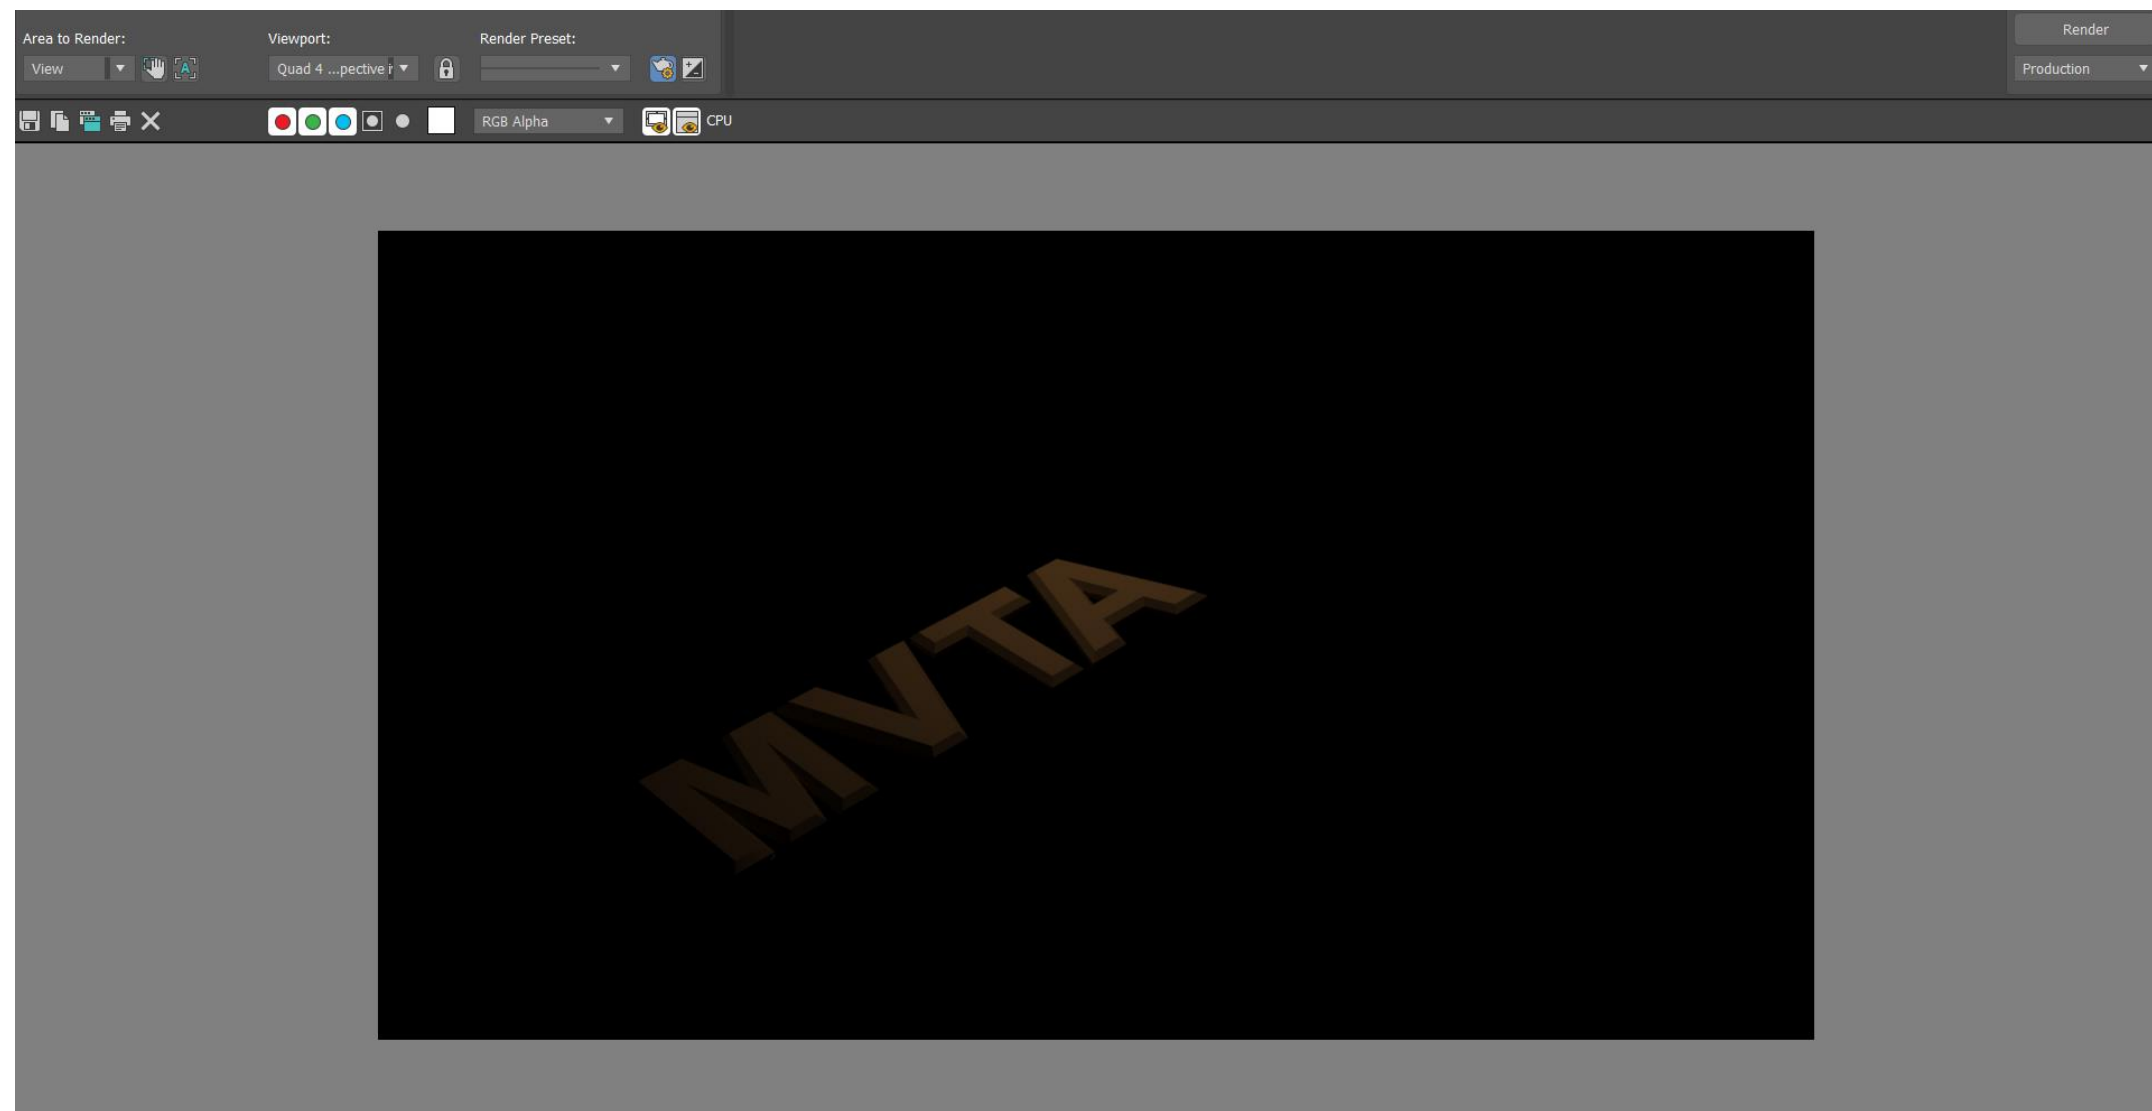 Area to Render:
Viewport:
Render Preset:
Render
View
Quad 4 ...pective
Production
RGB Alpha
CPU
MVTA